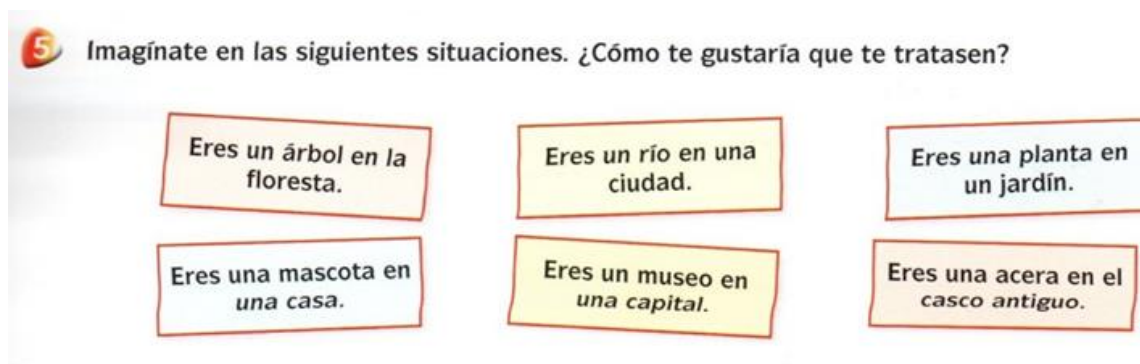 5 Imagínate en las siguientes situaciones. ¿Cómo te gustaría que te tratasen?
Eres un árbol en la
floresta.
Eres un río en una
ciudad.
Eres una planta en
un jardín.
Eres una mascota en
una casa.
Eres un museo en
una capital.
Eres una acera en el
casco antiguo.